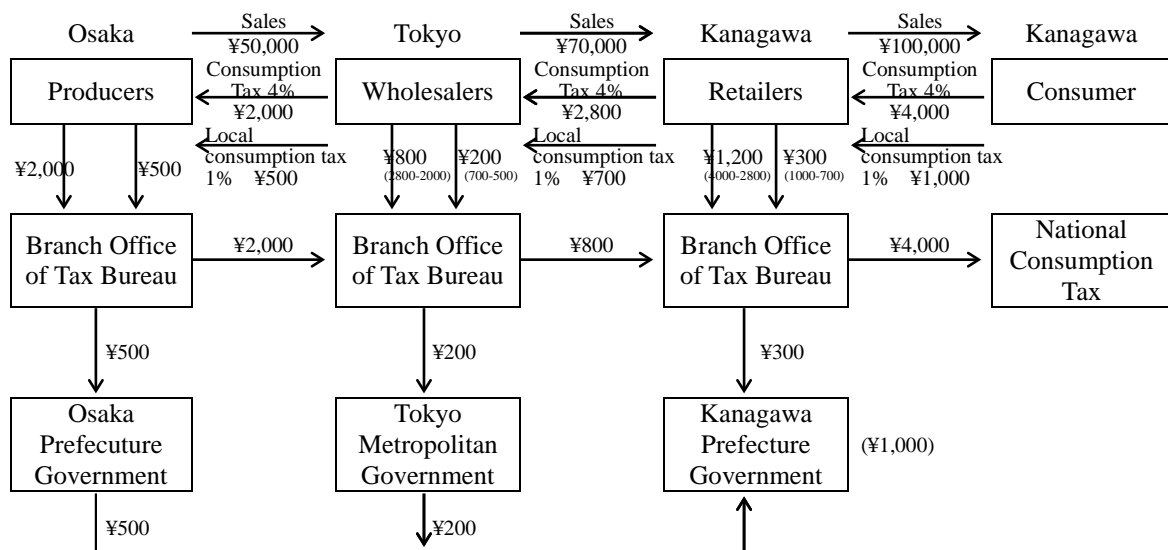 Osaka
Sales
¥50,000
Tokyo
Sales
¥70,000
Kanagawa
Sales
¥100,000
Kanagawa
Producers
Consumption
Tax 4%
¥2,000
Wholesalers
Consumption
Tax 4%
¥2,800
Retailers
Consumption
Tax 4%
¥4,000
Consumer
¥2,000
¥500
Local
consumption tax
1% ¥500
¥800
(2800-2000)
¥200
(700-500)
Local
consumption tax
1% ¥700
¥1,200
(4000-2800)
¥300
(1000-700)
Local
consumption tax
1% ¥1,000
Branch Office
of Tax Bureau
¥2,000
Branch Office
of Tax Bureau
¥800
Branch Office
of Tax Bureau
¥4,000
National
Consumption
Tax
¥500
¥200
¥300
Osaka
Prefecuture
Government
Tokyo
Metropolitan
Government
Kanagawa
Prefecture
Government
(¥1,000)
¥500
¥200